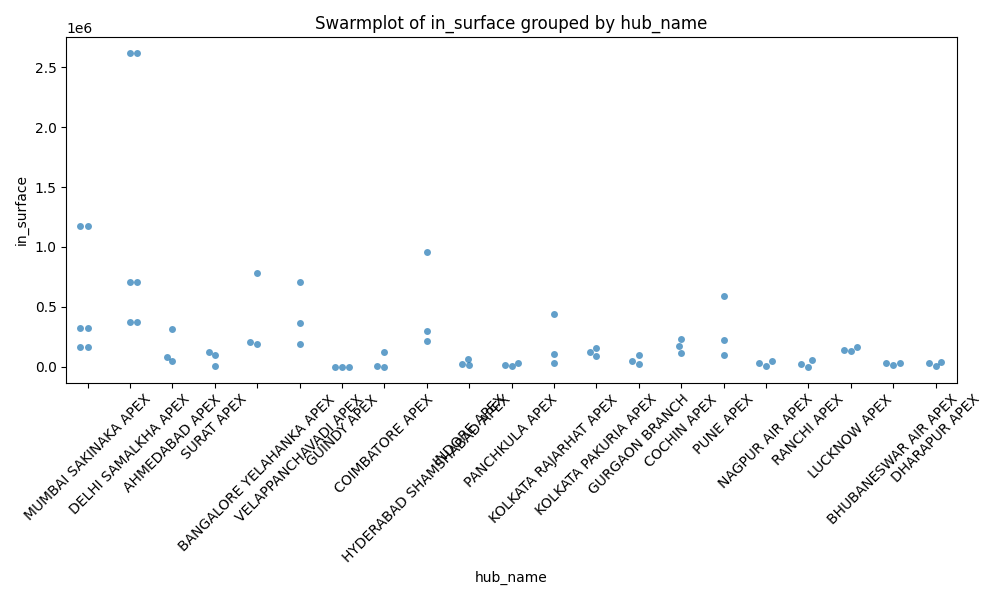 Swarmplot of in_surface grouped by hub_name
1e6
2.5
2.0
1.5
1.0
0.5
0.0
in_surface
MUMBAI SAKINAKA APEX
DELHI SAMALKHA APEX
AHMEDABAD APEX
SURAT APEX
BANGALORE YELAHANKA APEX
VELAPPANCHAVADI APEX
GUINDY APEX
COIMBATORE APEX
HYDERABAD SHAMSHABAD APEX
INDORE APEX
PANCHKULA APEX
KOLKATA RAJARHAT APEX
KOLKATA PAKURIA APEX
GURGAON BRANCH
COCHIN APEX
PUNE APEX
NAGPUR AIR APEX
RANCHI APEX
LUCKNOW APEX
BHUBANESWAR AIR APEX
DHARAPUR APEX
hub_name